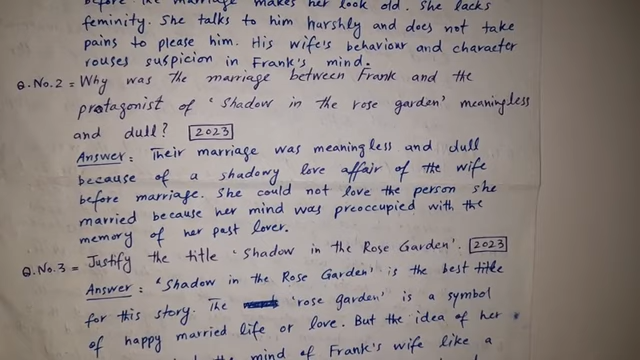 before the marriage makes her look old. She lacks
feminity. She talks to him harshly and does not take
pains to please him. His wife's behaviour and character
rouses suspicion in Frank's mind.
Q.No.2 = Why was the marriage between Frank and the
protagonist of 'Shadow in the rose garden' meaningless
and dull? 2023
Answer: Their marriage was meaningless and dull
because of a shadowy love affair of the wife
before marriage. She could not love the person she
married because her mind was preoccupied with the
memory of her past lover.
Q.No.3 = Justify the title 'Shadow in the Rose Garden'. 2023
Answer: 'Shadow in the Rose Garden' is the best title
for this story. The 'rose garden' is a symbol
of happy married life or love. But the idea of her
the mind of Frank's wife like a